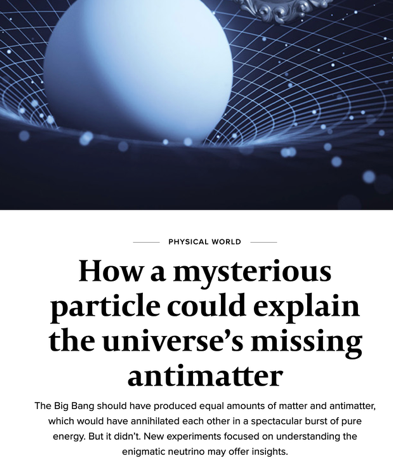 PHYSICAL WORLD
How a mysterious
particle could explain
the universe’s missing
antimatter
The Big Bang should have produced equal amounts of matter and antimatter,
which would have annihilated each other in a spectacular burst of pure
energy. But it didn’t. New experiments focused on understanding the
enigmatic neutrino may offer insights.